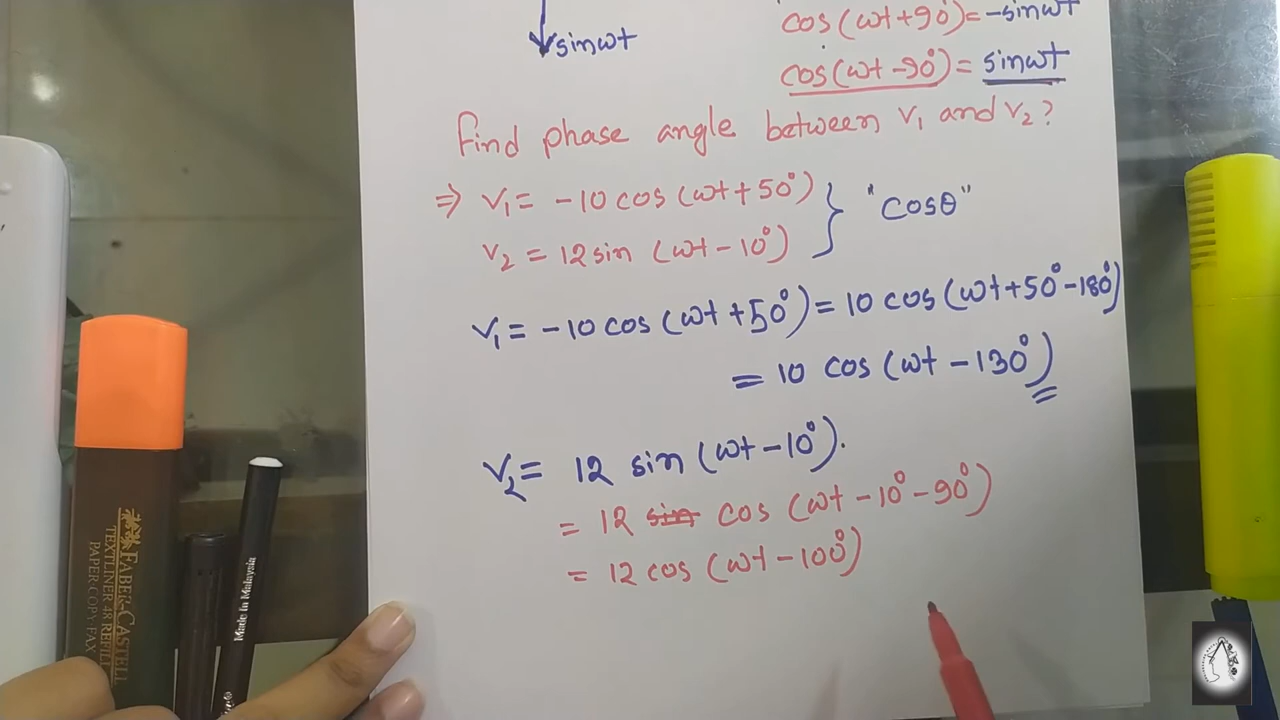 cos(ωt+90°)=-sinωt
sinωt
cos(ωt-90°)= sinωt
Find phase angle between v₁ and v₂?
⇒ v₁= -10 cos (ωt+50°) } "cosθ"
v₂ = 12 sin (ωt-10°)
v₁= -10 cos (ωt+50°)= 10 cos(ωt+50°-180°)
= 10 cos (ωt -130°)
v₂= 12 sin (ωt-10°).
= 12 sin cos (ωt -10°-90°)
= 12 cos (ωt -100°)
FABER-CASTELL
TEXTLINER 48 REFILL
PAPER COPY FAX
Made in Malaysia